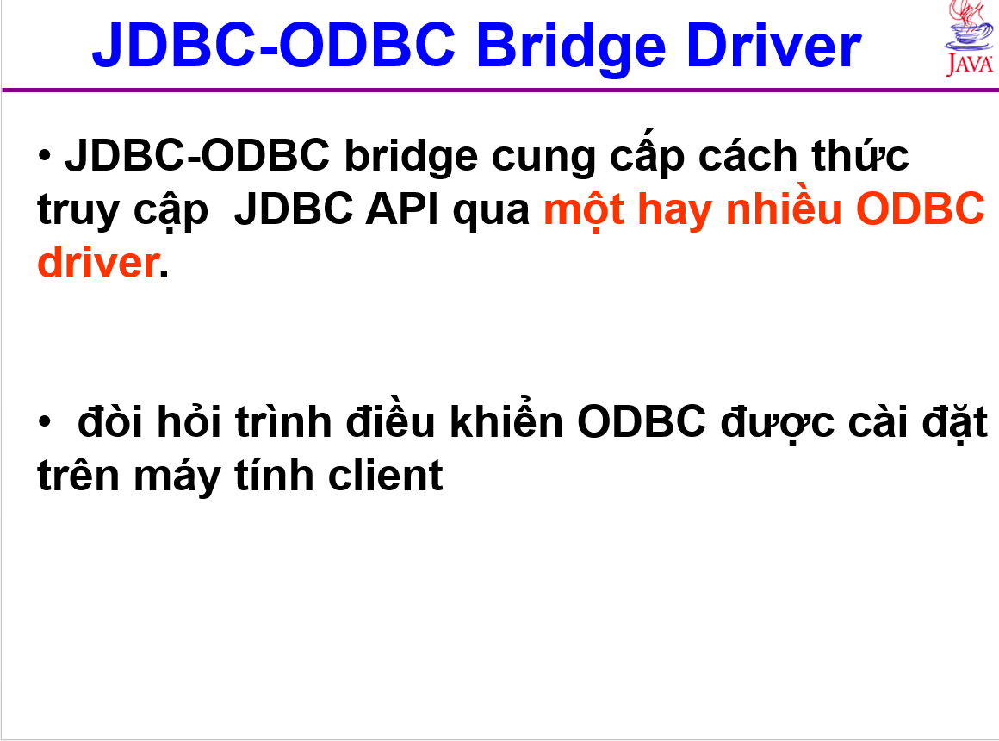 JDBC-ODBC Bridge Driver
JAVA
• JDBC-ODBC bridge cung cấp cách thức
truy cập JDBC API qua một hay nhiều ODBC
driver.
• đòi hỏi trình điều khiển ODBC được cài đặt
trên máy tính client